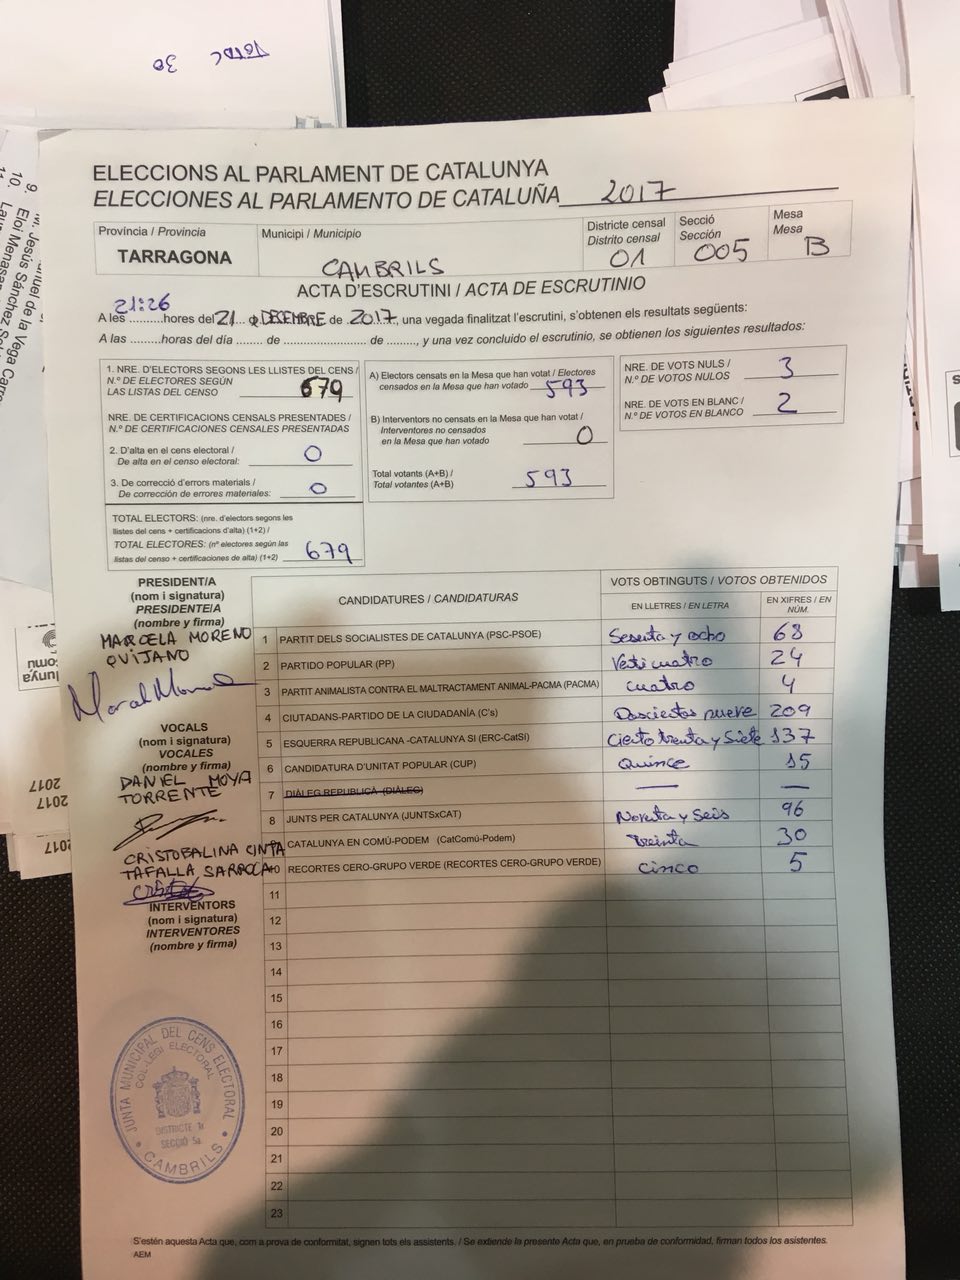 TOTAL 30
ELECCIONS AL PARLAMENT DE CATALUNYA
ELECCIONES AL PARLAMENTO DE CATALUÑA 2017
Província / Provincia
TARRAGONA
Municipi / Municipio
CAMBRILS
Districte censal
Distrito censal
01
Secció
Sección
005
Mesa
Mesa
B
ACTA D'ESCRUTINI / ACTA DE ESCRUTINIO
21:26
A les ..........hores del 21 de DECEMBRE de 2017, una vegada finalitzat l'escrutini, s'obtenen els resultats següents:
A las .........horas del día ........ de .................... de ........, y una vez concluido el escrutinio, se obtienen los siguientes resultados:
1. NRE. D'ELECTORS SEGONS LES LLISTES DEL CENS /
N.º DE ELECTORES SEGÚN
LAS LISTAS DEL CENSO 679
NRE. DE CERTIFICACIONS CENSALS PRESENTADES /
N.º DE CERTIFICACIONES CENSALES PRESENTADAS
2. D'alta en el cens electoral /
De alta en el censo electoral: 0
3. De correcció d'errors materials /
De corrección de errores materiales: 0
TOTAL ELECTORS: (nre. d'electors segons les
llistes del cens + certificacions d'alta) (1+2) /
TOTAL ELECTORES: (nº electores según las
listas del censo + certificaciones de alta) (1+2) 679
A) Electors censats en la Mesa que han votat / Electores
censados en la Mesa que han votado 593
B) Interventors no censats en la Mesa que han votat /
Interventores no censados
en la Mesa que han votado 0
Total votants (A+B) /
Total votantes (A+B) 593
NRE. DE VOTS NULS /
N.º DE VOTOS NULOS 3
NRE. DE VOTS EN BLANC /
N.º DE VOTOS EN BLANCO 2
PRESIDENT/A
(nom i signatura)
PRESIDENTE/A
(nombre y firma)
MARCELA MORENO
QUIJANO
VOCALS
(nom i signatura)
VOCALES
(nombre y firma)
DANIEL MOYA
TORRENTE
CRISTOBALINA CINTA
TAFALLA SARROCA
INTERVENTORS
(nom i signatura)
INTERVENTORES
(nombre y firma)
CANDIDATURES / CANDIDATURAS
VOTS OBTINGUTS / VOTOS OBTENIDOS
EN LLETRES / EN LETRA
EN XIFRES / EN NÚM.
1 PARTIT DELS SOCIALISTES DE CATALUNYA (PSC-PSOE) Sesenta y ocho 68
2 PARTIDO POPULAR (PP) Veticuatro 24
3 PARTIT ANIMALISTA CONTRA EL MALTRACTAMENT ANIMAL-PACMA (PACMA) cuatro 4
4 CIUTADANS-PARTIDO DE LA CIUDADANÍA (C's) Doscientos nueve 209
5 ESQUERRA REPUBLICANA -CATALUNYA SI (ERC-CatSí) Ciento treinta y Siete 137
6 CANDIDATURA D'UNITAT POPULAR (CUP) Quince 15
7 DIÀLEG REPUBLICÀ (DIÀLEG) — —
8 JUNTS PER CATALUNYA (JUNTSxCAT) Noventa y Seis 96
CATALUNYA EN COMÚ-PODEM (CatComú-Podem) treinta 30
10 RECORTES CERO-GRUPO VERDE (RECORTES CERO-GRUPO VERDE) cinco 5
11
12
13
14
15
16
17
18
19
20
21
22
23
JUNTA MUNICIPAL DEL CENS ELECTORAL
COL·LEGI ELECTORAL
DISTRICTE 1r
SECCIÓ 5a
CAMBRILS
S'estén aquesta Acta que, com a prova de conformitat, signen tots els assistents. / Se extiende la presente Acta que, en prueba de conformidad, firman todos los asistentes.
AEM
2017
2017
2017